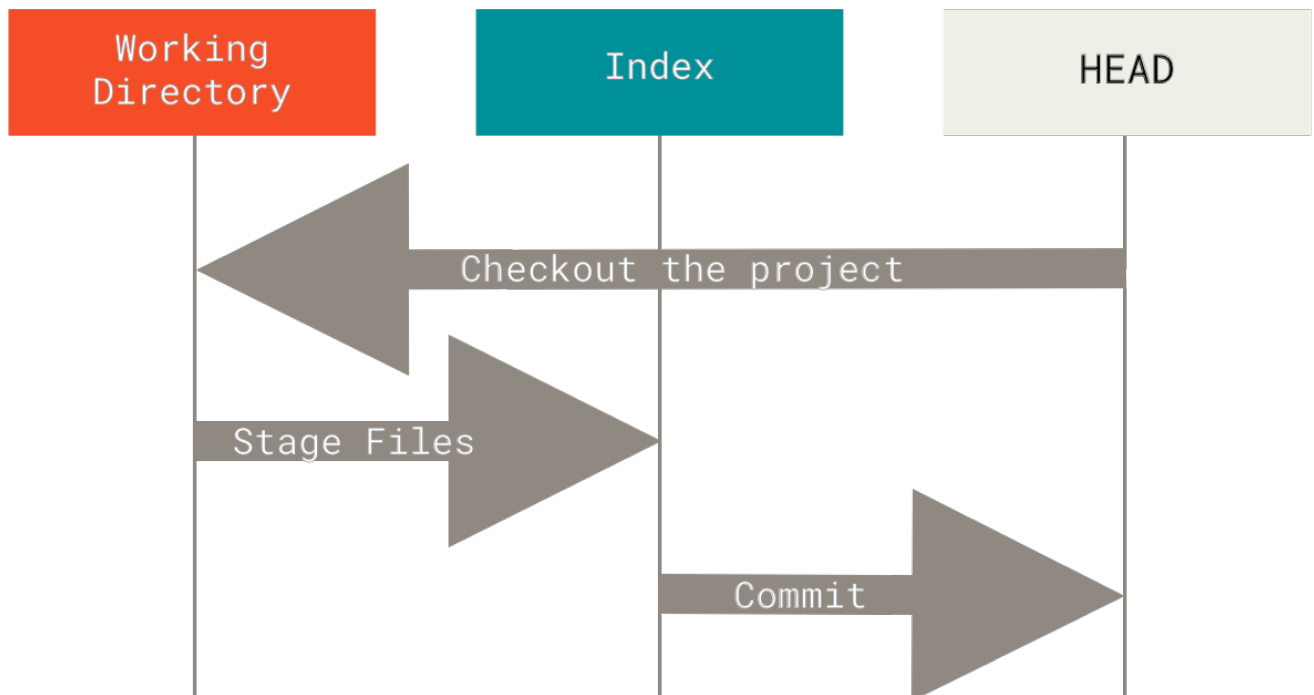 Working
Directory
Index
HEAD
Checkout the project
Stage Files
Commit